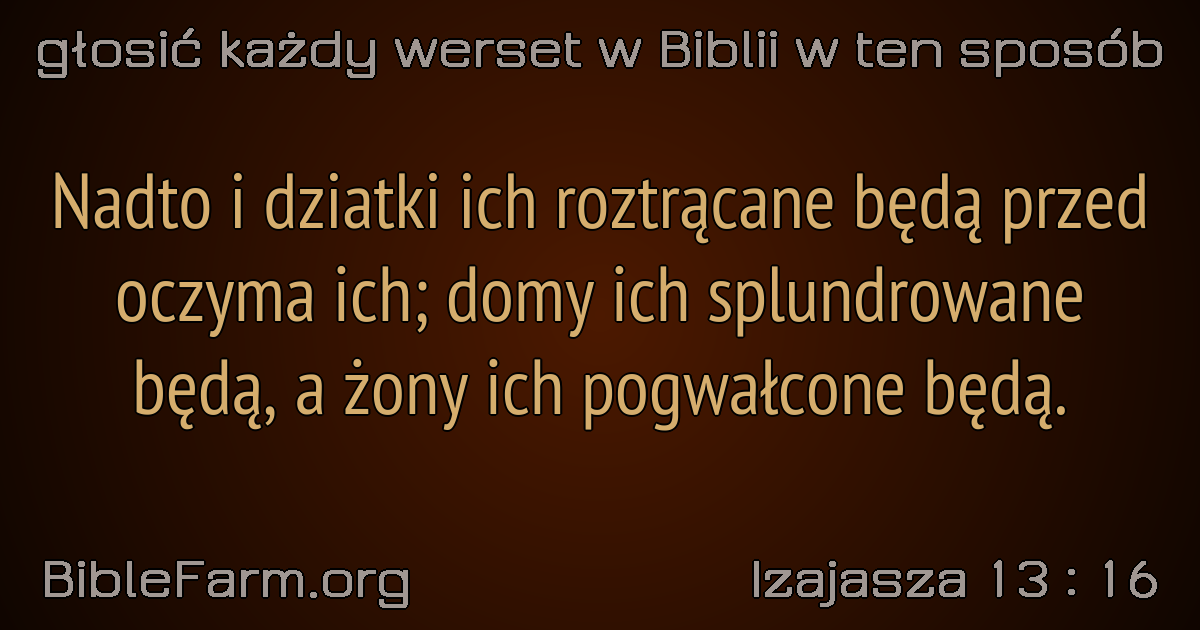 głosić każdy werset w Biblii w ten sposób
Nadto i dziatki ich roztrącane będą przed
oczyma ich; domy ich splundrowane
będą, a żony ich pogwałcone będą.
BibleFarm.org
Izajasza 13 : 16